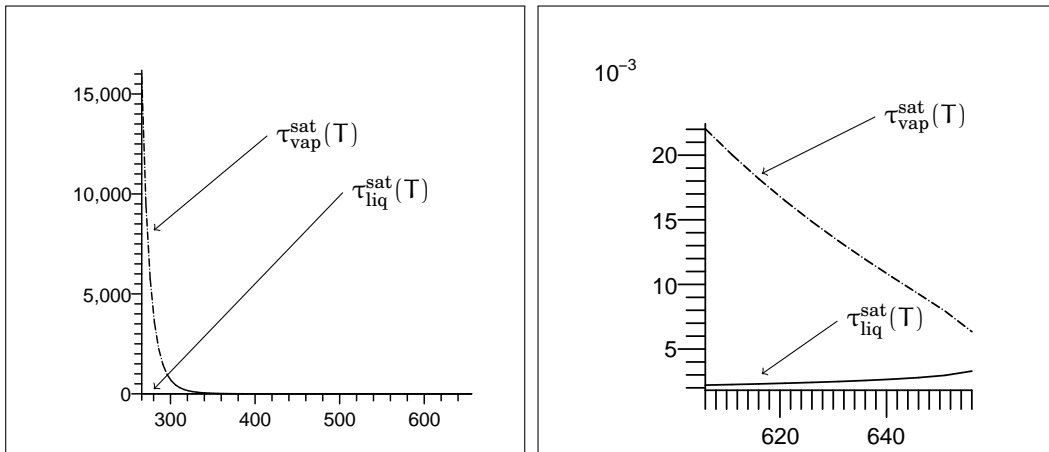 15,000
τ^sat_vap(T)
10,000
τ^sat_liq(T)
5,000
0
300 400 500 600
10⁻³
τ^sat_vap(T)
20
15
10
τ^sat_liq(T)
5
620 640